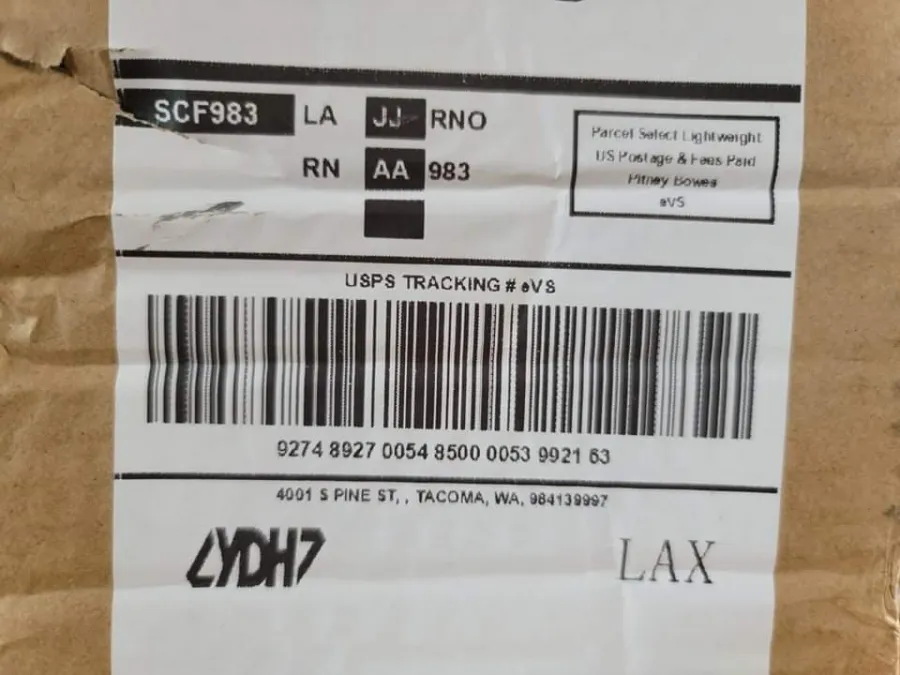 SCF983 LA JJ RNO
RN AA 983
Parcel Select Lightweight
US Postage & Fees Paid
Pitney Bowes
eVS
USPS TRACKING # eVS
9274 8927 0054 8500 0053 9921 63
4001 S PINE ST, , TACOMA, WA, 984139997
LAX